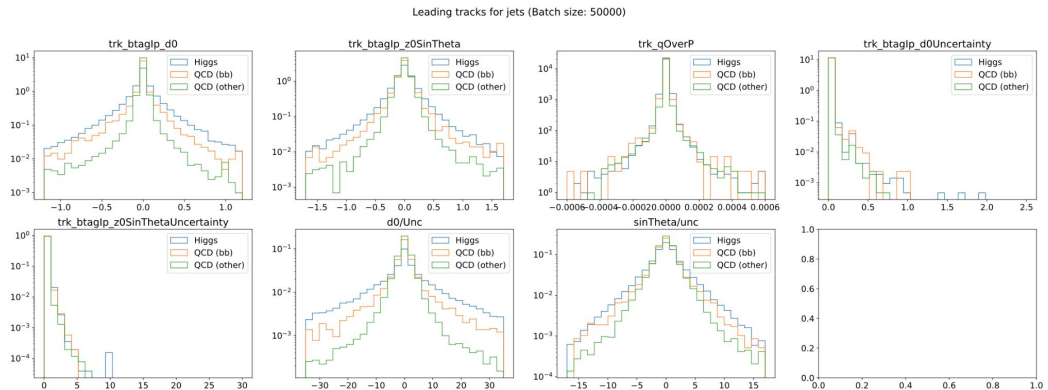 Leading tracks for jets (Batch size: 50000)
trk_btagIp_d0
Higgs
QCD (bb)
QCD (other)
10¹
10⁰
10⁻¹
10⁻²
10⁻³
−1.0 −0.5 0.0 0.5 1.0
trk_btagIp_z0SinTheta
Higgs
QCD (bb)
QCD (other)
10⁰
10⁻¹
10⁻²
10⁻³
−1.5 −1.0 −0.5 0.0 0.5 1.0 1.5
trk_qOverP
Higgs
QCD (bb)
QCD (other)
10⁴
10³
10²
10¹
10⁰
−0.0006 −0.0004 −0.0002 0.0000 0.0002 0.0004 0.0006
trk_btagIp_d0Uncertainty
Higgs
QCD (bb)
QCD (other)
10¹
10⁰
10⁻¹
10⁻²
10⁻³
0.0 0.5 1.0 1.5 2.0 2.5
trk_btagIp_z0SinThetaUncertainty
Higgs
QCD (bb)
QCD (other)
10⁰
10⁻¹
10⁻²
10⁻³
10⁻⁴
0 5 10 15 20 25 30
d0/Unc
Higgs
QCD (bb)
QCD (other)
10⁻¹
10⁻²
10⁻³
−30 −20 −10 0 10 20 30
sinTheta/unc
Higgs
QCD (bb)
QCD (other)
10⁻¹
10⁻²
10⁻³
10⁻⁴
−15 −10 −5 0 5 10 15
1.0
0.8
0.6
0.4
0.2
0.0
0.0 0.2 0.4 0.6 0.8 1.0